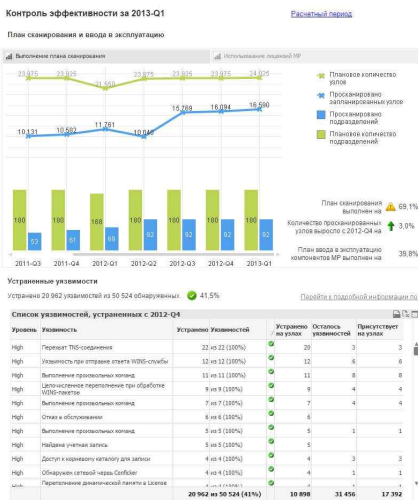 Контроль эффективности за 2013-Q1
Расчетный период
План сканирования и ввода в эксплуатацию
Выполнение плана сканирования
Использование лицензий MP
23,975 23,975 21,550 23,925 23,925 23,975 24,025
10,131 10,582 11,761 10,040 15,769 16,094 16,590
180 180 168 180 180 180 180
53 61 69 92 92 92 92
2011-Q3 2011-Q4 2012-Q1 2012-Q2 2012-Q3 2012-Q4 2013-Q1
Плановое количество
узлов
Просканировано
запланированных узлов
Просканировано
подразделений
Плановое количество
подразделений
План сканирования
выполнен на
69,1%
Количество просканированных
узлов выросло с 2012-Q4 на
3,0%
План ввода в эксплуатацию
компонентов MP выполнен на
39,8%
Устраненные уязвимости
Устранено 20 962 уязвимостей из 50 524 обнаруженных
41,5%
Перейти к подробной информации по
Список уязвимостей, устраненных с 2012-Q4
Уровень Уязвимость Устранено Уязвимостей Устранено на узлах Осталось уязвимостей Присутствует на узлах
High Перехват TNS-соединения 22 из 22 (100%) 20 3 3
High Уязвимость при отправке ответа WINS-службы 12 из 12 (100%) 12 6 6
High Выполнение произвольных команд 11 из 11 (100%) 11 8 8
High Целочисленное переполнение при обработке WINS-пакетов 9 из 9 (100%) 9 4 4
High Выполнение произвольных команд 7 из 7 (100%) 7 4 4
High Отказ в обслуживании 6 из 6 (100%) 6
High Выполнение произвольных команд 5 из 5 (100%) 5 1 1
High Найдена учетная запись 5 из 5 (100%) 5
High Доступ к корневому каталогу для записи 4 из 4 (100%) 4 3 3
High Обнаружен сетевой червь Conficker 4 из 4 (100%) 4 1 1
High Переполнение динамической памяти в License 4 из 4 (100%) 4 1 1
20 962 из 50 524 (41%) 10 898 31 456 17 392